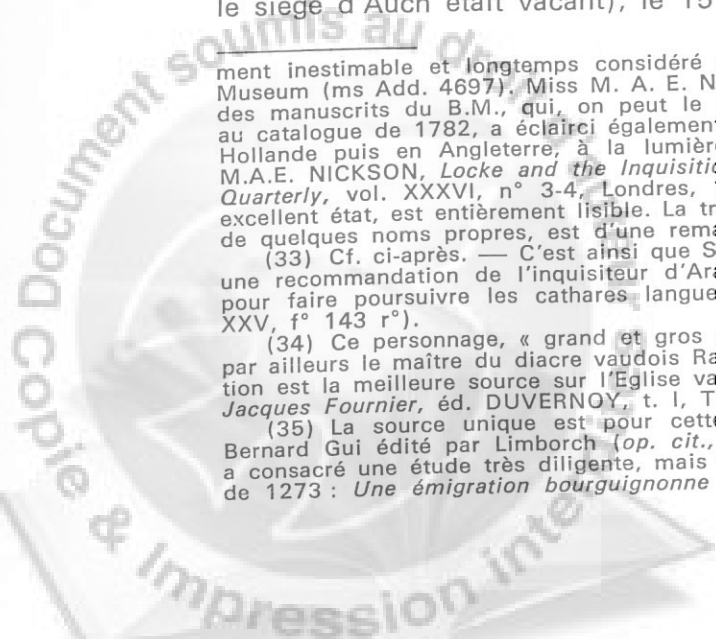 le siège d'Auch était vacant), le 15
ment inestimable et longtemps considéré
Museum (ms Add. 4697). Miss M. A. E. N
des manuscrits du B.M., qui, on peut le
au catalogue de 1782, a éclairci également
Hollande puis en Angleterre, à la lumière
M.A.E. NICKSON, Locke and the Inquisitio
Quarterly, vol. XXXVI, n° 3-4, Londres,
excellent état, est entièrement lisible. La tr
de quelques noms propres, est d'une rema
(33) Cf. ci-après. — C'est ainsi que S
une recommandation de l'inquisiteur d'Ara
pour faire poursuivre les cathares langue
XXV, f° 143 r°).
(34) Ce personnage, « grand et gros
par ailleurs le maître du diacre vaudois Ra
tion est la meilleure source sur l'Eglise va
Jacques Fournier, éd. DUVERNOY, t. I, T
(35) La source unique est pour cette
Bernard Gui édité par Limborch (op. cit.,
a consacré une étude très diligente, mais
de 1273 : Une émigration bourguignonne
Document soumis au droit d'auteur
Copie & Impression inte